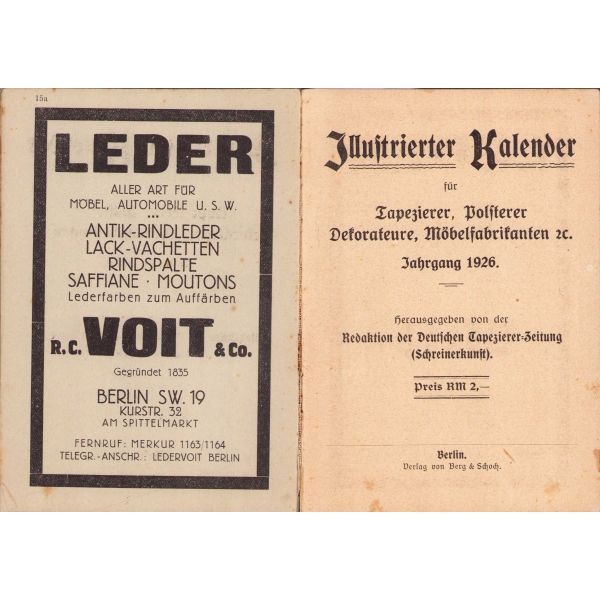 15a
LEDER
ALLER ART FÜR
MÖBEL, AUTOMOBILE U. S. W.
ANTIK-RINDLEDER
LACK-VACHETTEN
RINDSPALTE
SAFFIANE · MOUTONS
Lederfarben zum Auffärben
R.C. VOIT & Co.
Gegründet 1835
BERLIN SW. 19
KURSTR. 32
AM SPITTELMARKT
FERNRUF: MERKUR 1163/1164
TELEGR.-ANSCHR.: LEDERVOIT BERLIN
Illustrierter Kalender
für
Tapezierer, Polsterer
Dekorateure, Möbelfabrikanten ꝛc.
Jahrgang 1926.
Herausgegeben von der
Redaktion der Deutschen Tapezierer-Zeitung
(Schreinerkunst).
Preis RM 2,—
Berlin.
Verlag von Berg & Schoch.